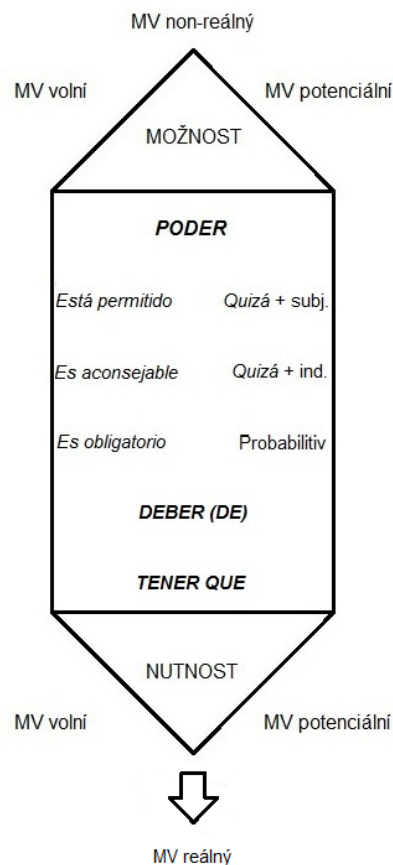 MV non-reálný
MV volní MV potenciální
MOŽNOST
PODER
Está permitido Quizá + subj.
Es aconsejable Quizá + ind.
Es obligatorio Probabilitiv
DEBER (DE)
TENER QUE
NUTNOST
MV volní MV potenciální
MV reálný